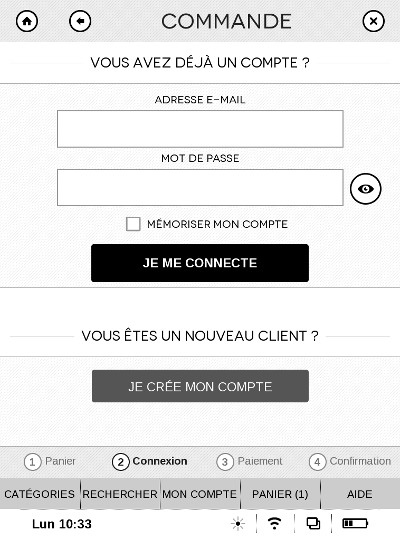 COMMANDE
VOUS AVEZ DÉJÀ UN COMPTE ?
ADRESSE E-MAIL
MOT DE PASSE
MÉMORISER MON COMPTE
JE ME CONNECTE
VOUS ÊTES UN NOUVEAU CLIENT ?
JE CRÉE MON COMPTE
1 Panier 2 Connexion 3 Paiement 4 Confirmation
CATÉGORIES RECHERCHER MON COMPTE PANIER (1) AIDE
Lun 10:33